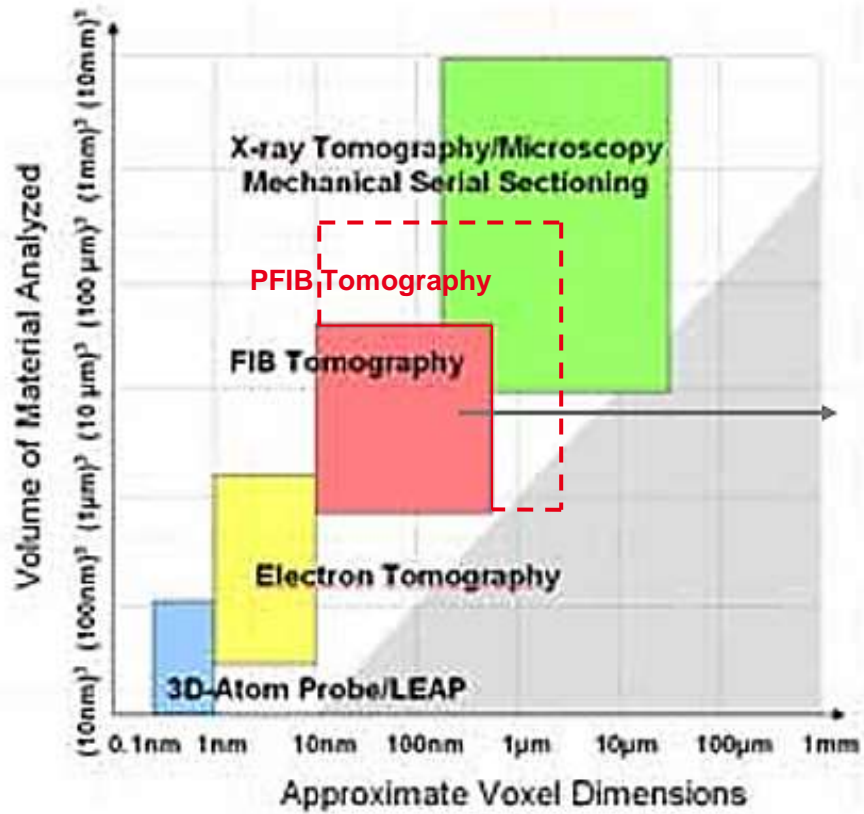 Volume of Material Analyzed
(10mm)³
(1mm)³
(100 µm)³
(10 µm)³
(1µm)³
(100nm)³
(10nm)³
X-ray Tomography/Microscopy
Mechanical Serial Sectioning
PFIB Tomography
FIB Tomography
Electron Tomography
3D-Atom Probe/LEAP
0.1nm 1nm 10nm 100nm 1µm 10µm 100µm 1mm
Approximate Voxel Dimensions